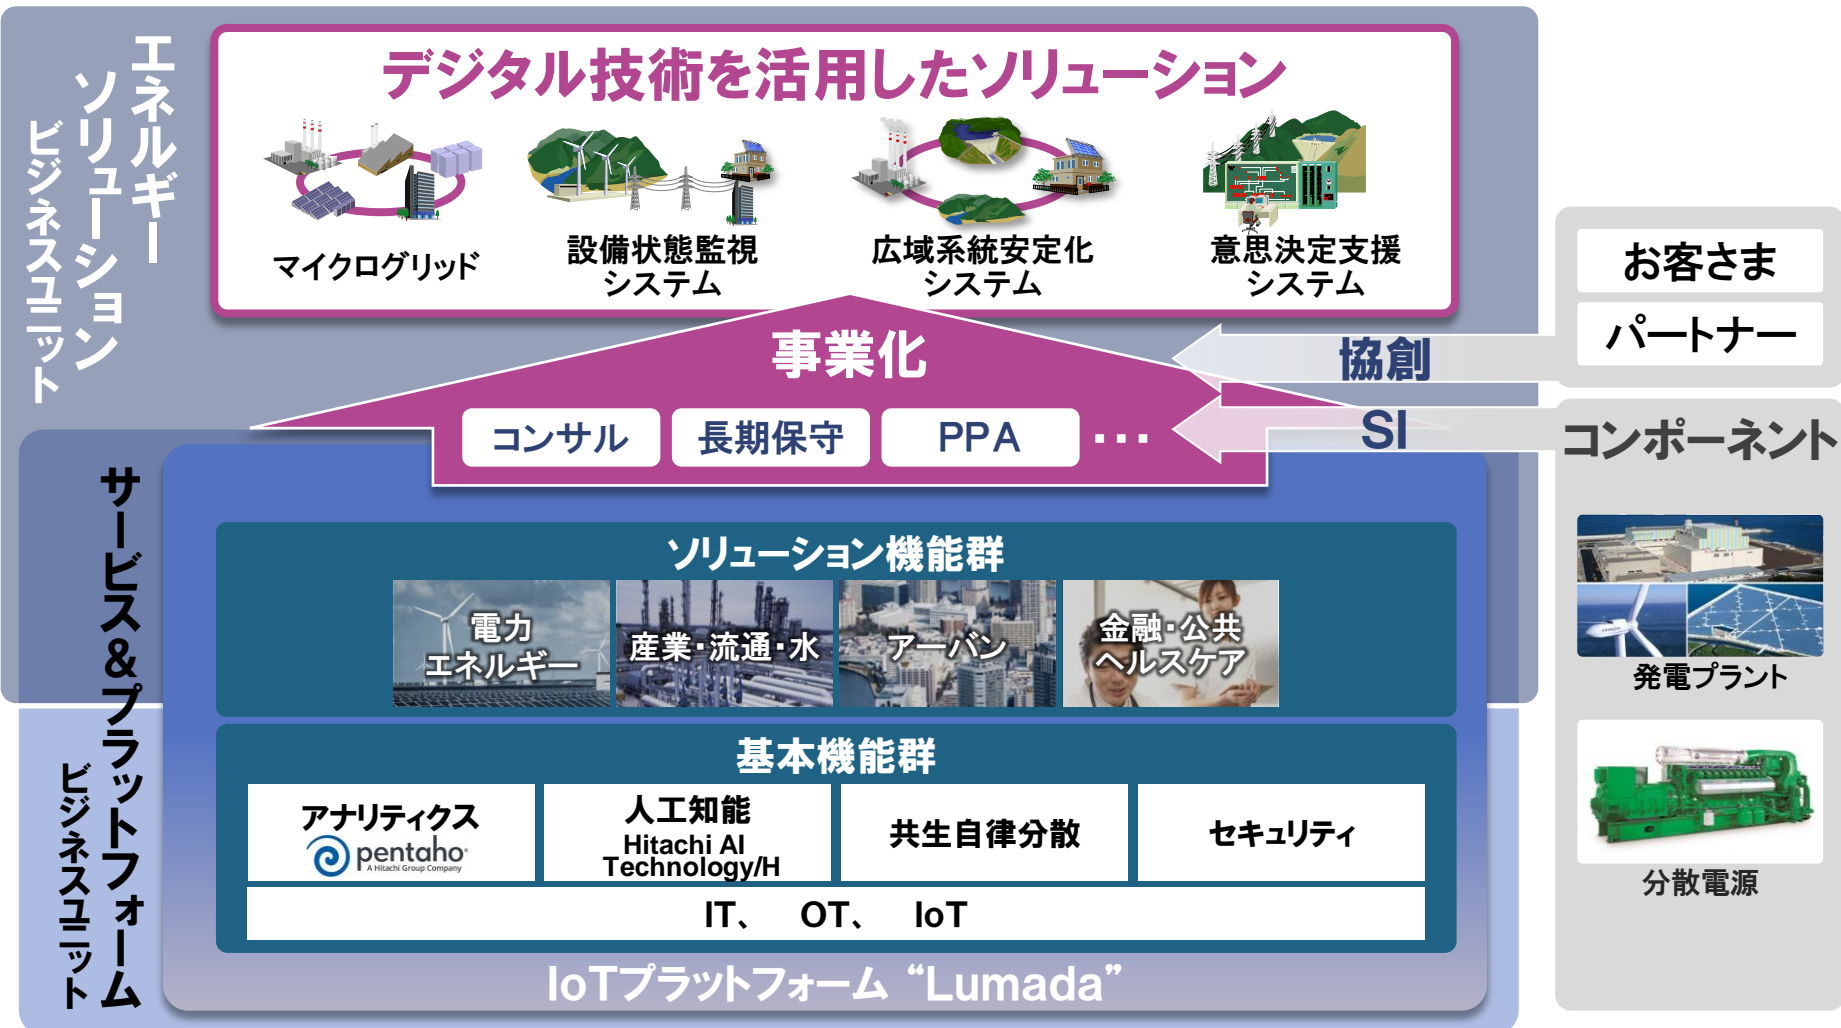 エネルギー
ソリューション
ビジネスユニット
デジタル技術を活用したソリューション
マイクログリッド
設備状態監視
システム
広域系統安定化
システム
意思決定支援
システム
事業化
コンサル
長期保守
PPA
…
協創
SI
お客さま
パートナー
コンポーネント
発電プラント
分散電源
サービス&プラットフォーム
ビジネスユニット
ソリューション機能群
電力
エネルギー
産業・流通・水
アーバン
金融・公共
ヘルスケア
基本機能群
アナリティクス
pentaho
A Hitachi Group Company
人工知能
Hitachi AI
Technology/H
共生自律分散
セキュリティ
IT、 OT、 IoT
IoTプラットフォーム “Lumada”